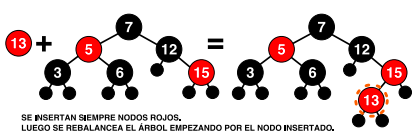 13 + 7 = 7
5 12 5 12
3 6 15 3 6 15
13
SE INSERTAN SIEMPRE NODOS ROJOS.
LUEGO SE REBALANCEA EL ÁRBOL EMPEZANDO POR EL NODO INSERTADO.